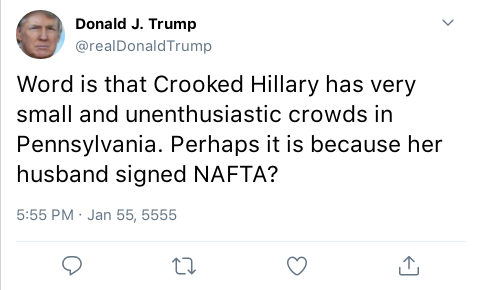 Donald J. Trump
@realDonaldTrump
Word is that Crooked Hillary has very
small and unenthusiastic crowds in
Pennsylvania. Perhaps it is because her
husband signed NAFTA?
5:55 PM · Jan 55, 5555